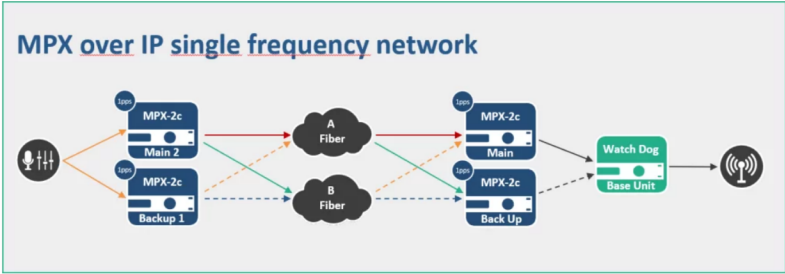 MPX over IP single frequency network
1pps
MPX-2c
Main 2
1pps
MPX-2c
Backup 1
A
Fiber
B
Fiber
1pps
MPX-2c
Main
1pps
MPX-2c
Back Up
Watch Dog
Base Unit